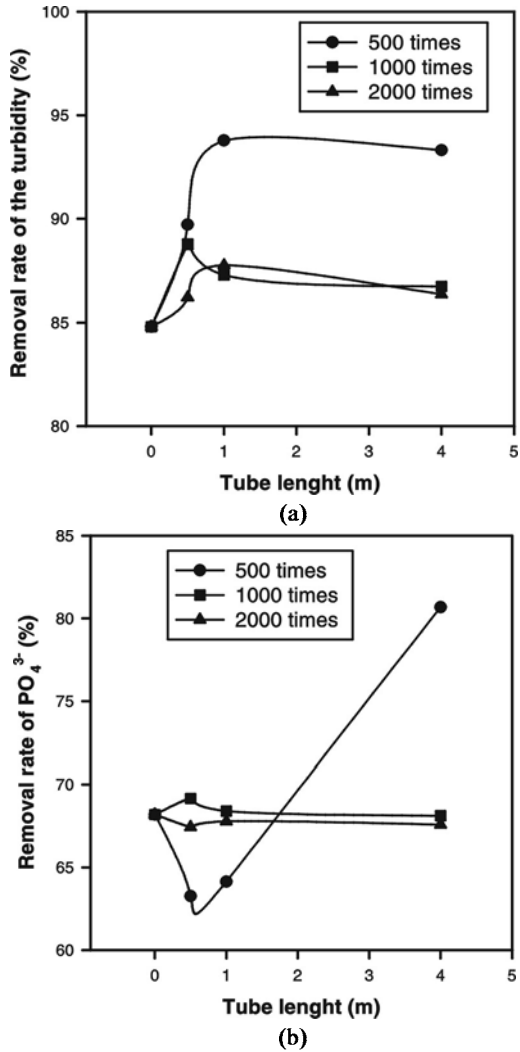 100
95
90
85
80
Removal rate of the turbidity (%)
500 times
1000 times
2000 times
0 1 2 3 4 5
Tube lenght (m)
(a)
85
80
75
70
65
60
Removal rate of PO₄³⁻ (%)
500 times
1000 times
2000 times
0 1 2 3 4 5
Tube lenght (m)
(b)